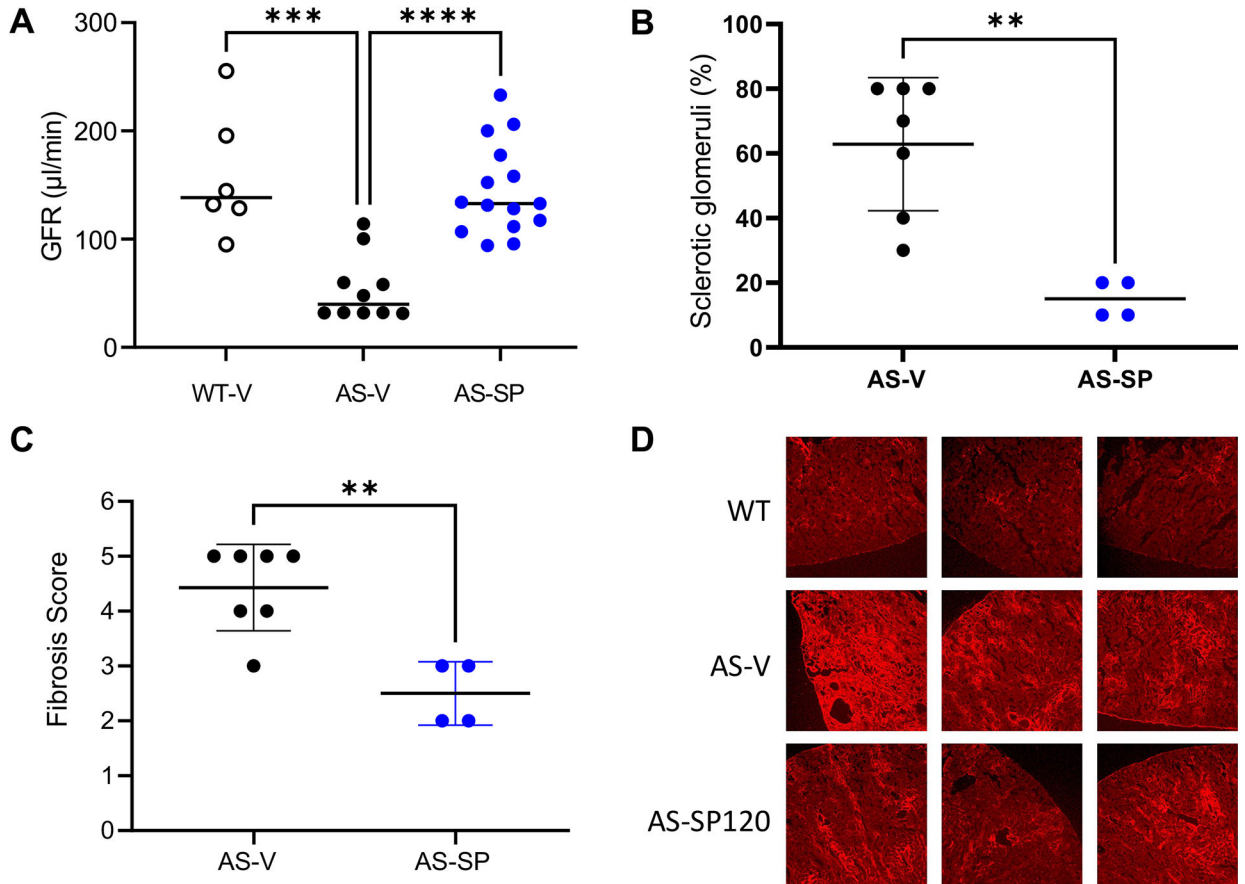 A
GFR (µl/min)
300
200
100
0
*** ****
WT-V AS-V AS-SP
B
Sclerotic glomeruli (%)
100
80
60
40
20
0
**
AS-V AS-SP
C
Fibrosis Score
6
5
4
3
2
1
0
**
AS-V AS-SP
D
WT
AS-V
AS-SP120